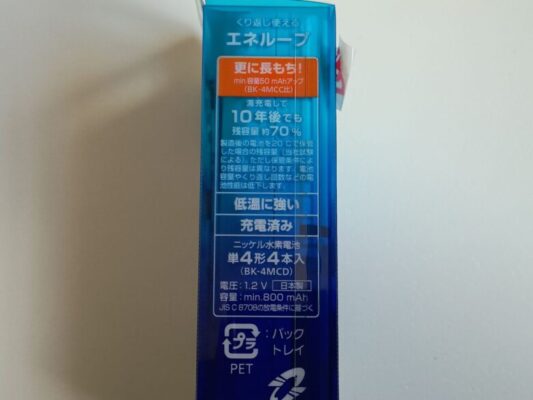 くり返し使える
エネループ
更に長もち!
min.容量50 mAhアップ
(BK-4MCC比)
満充電して
10年後でも
残容量 約70%
製直後の電池を20℃で保管
した場合の残容量(当社試験
による)。ただし保管条件によ
り残容量は異なります。電池
容量やくり返し回数などの電
池性能は低下します。
低温に強い
充電済み
ニッケル水素電池
単4形4本入
(BK-4MCD)
電圧:1.2 V 日本製
容量:min.800 mAh
JIS C 8708の放電条件に基づく
プラ
:パック
トレイ
PET